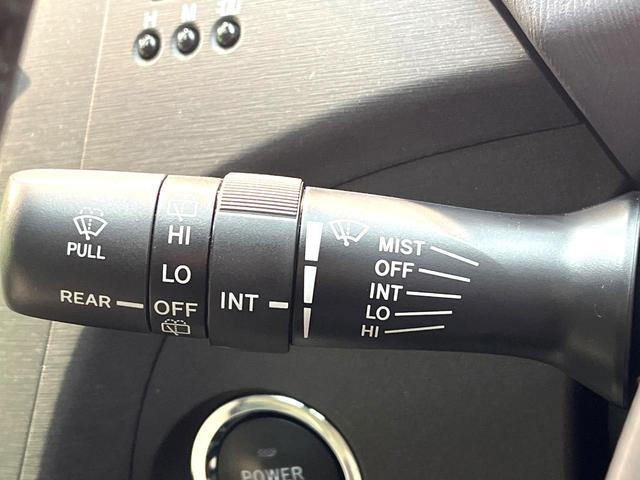 H M
PULL
REAR
HI
LO
OFF
INT
MIST
OFF
INT
LO
HI
POWER